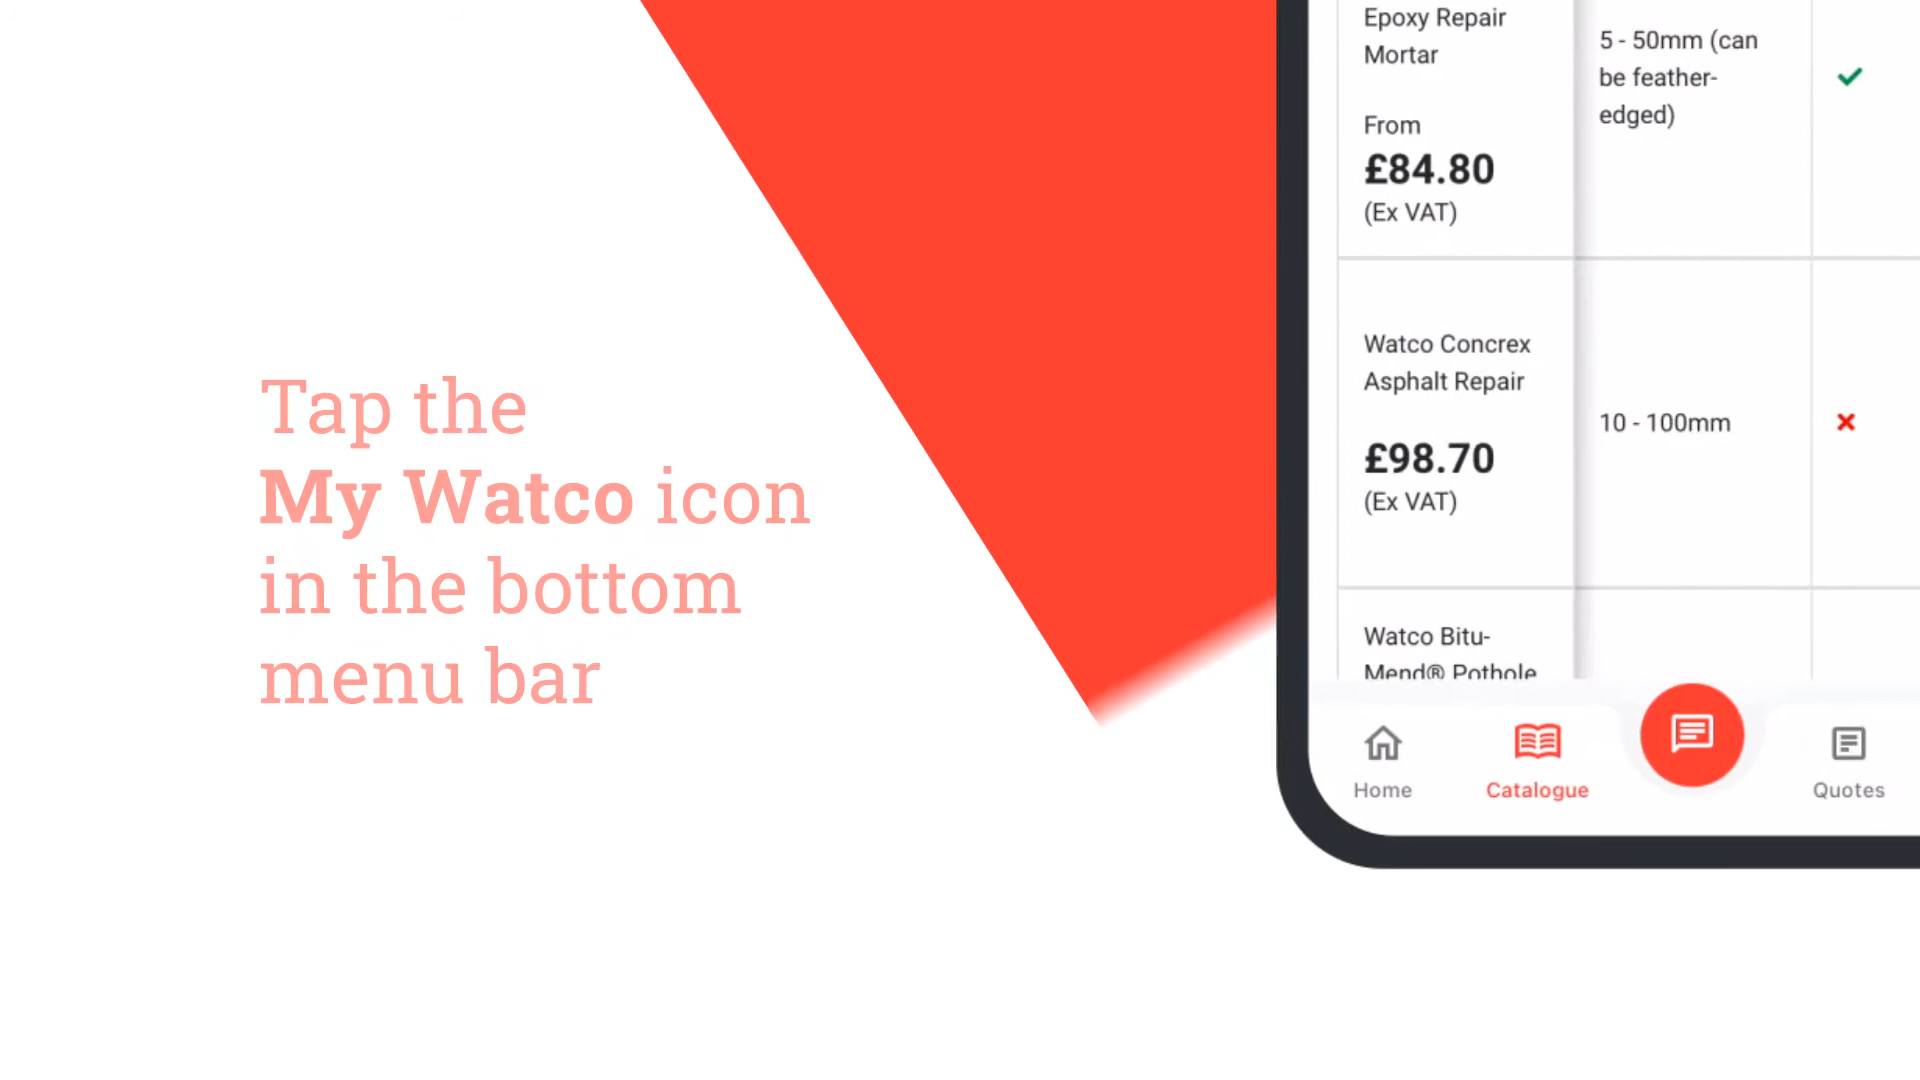 Tap the
My Watco icon
in the bottom
menu bar
Epoxy Repair
Mortar
From
£84.80
(Ex VAT)
5 - 50mm (can
be feather-
edged)
Watco Concrex
Asphalt Repair
£98.70
(Ex VAT)
10 - 100mm
Watco Bitu-
Mend® Pothole
Home
Catalogue
Quotes